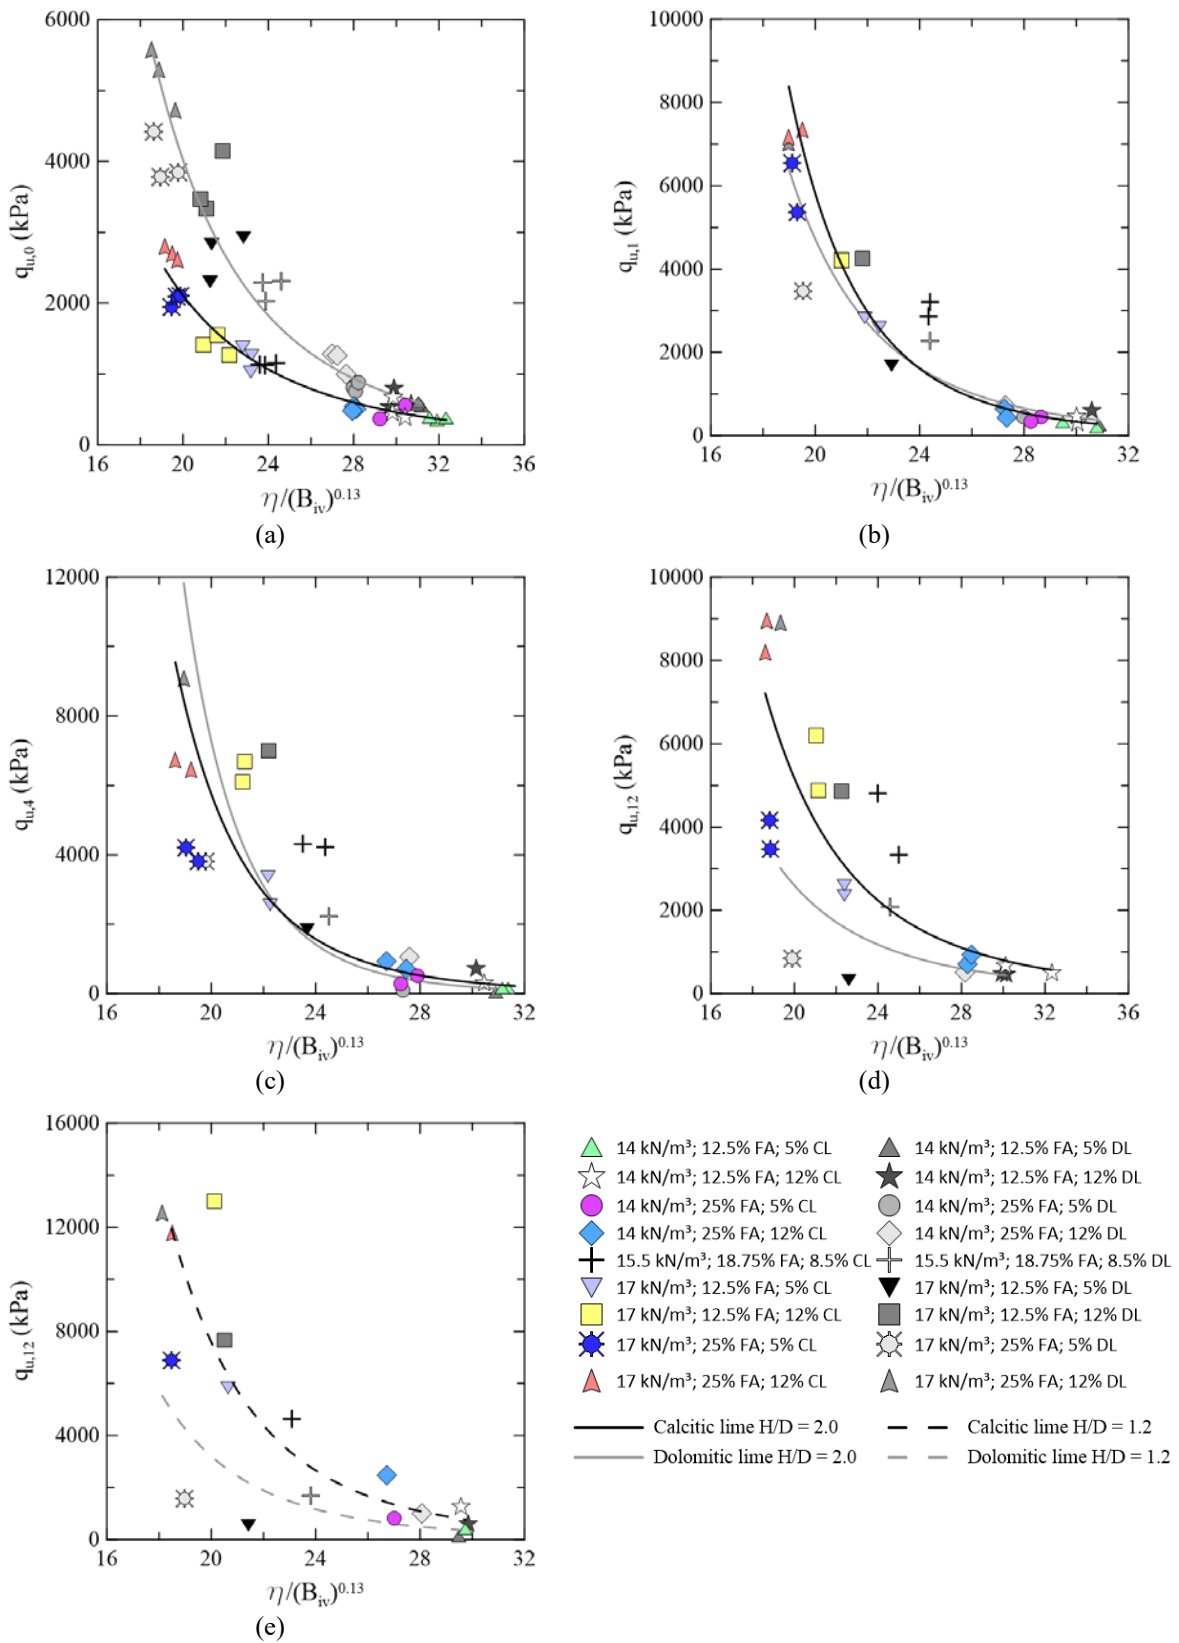 6000
4000
2000
0
16 20 24 28 32 36
q_u,0 (kPa)
η/(B_iv)^0.13
(a)
10000
8000
6000
4000
2000
0
16 20 24 28 32
q_u,1 (kPa)
η/(B_iv)^0.13
(b)
12000
8000
4000
0
16 20 24 28 32
q_u,4 (kPa)
η/(B_iv)^0.13
(c)
10000
8000
6000
4000
2000
0
16 20 24 28 32 36
q_u,12 (kPa)
η/(B_iv)^0.13
(d)
16000
12000
8000
4000
0
16 20 24 28 32
q_u,12 (kPa)
η/(B_iv)^0.13
(e)
14 kN/m³; 12.5% FA; 5% CL
14 kN/m³; 12.5% FA; 12% CL
14 kN/m³; 25% FA; 5% CL
14 kN/m³; 25% FA; 12% CL
15.5 kN/m³; 18.75% FA; 8.5% CL
17 kN/m³; 12.5% FA; 5% CL
17 kN/m³; 12.5% FA; 12% CL
17 kN/m³; 25% FA; 5% CL
17 kN/m³; 25% FA; 12% CL
14 kN/m³; 12.5% FA; 5% DL
14 kN/m³; 12.5% FA; 12% DL
14 kN/m³; 25% FA; 5% DL
14 kN/m³; 25% FA; 12% DL
15.5 kN/m³; 18.75% FA; 8.5% DL
17 kN/m³; 12.5% FA; 5% DL
17 kN/m³; 12.5% FA; 12% DL
17 kN/m³; 25% FA; 5% DL
17 kN/m³; 25% FA; 12% DL
Calcitic lime H/D = 2.0
Dolomitic lime H/D = 2.0
Calcitic lime H/D = 1.2
Dolomitic lime H/D = 1.2